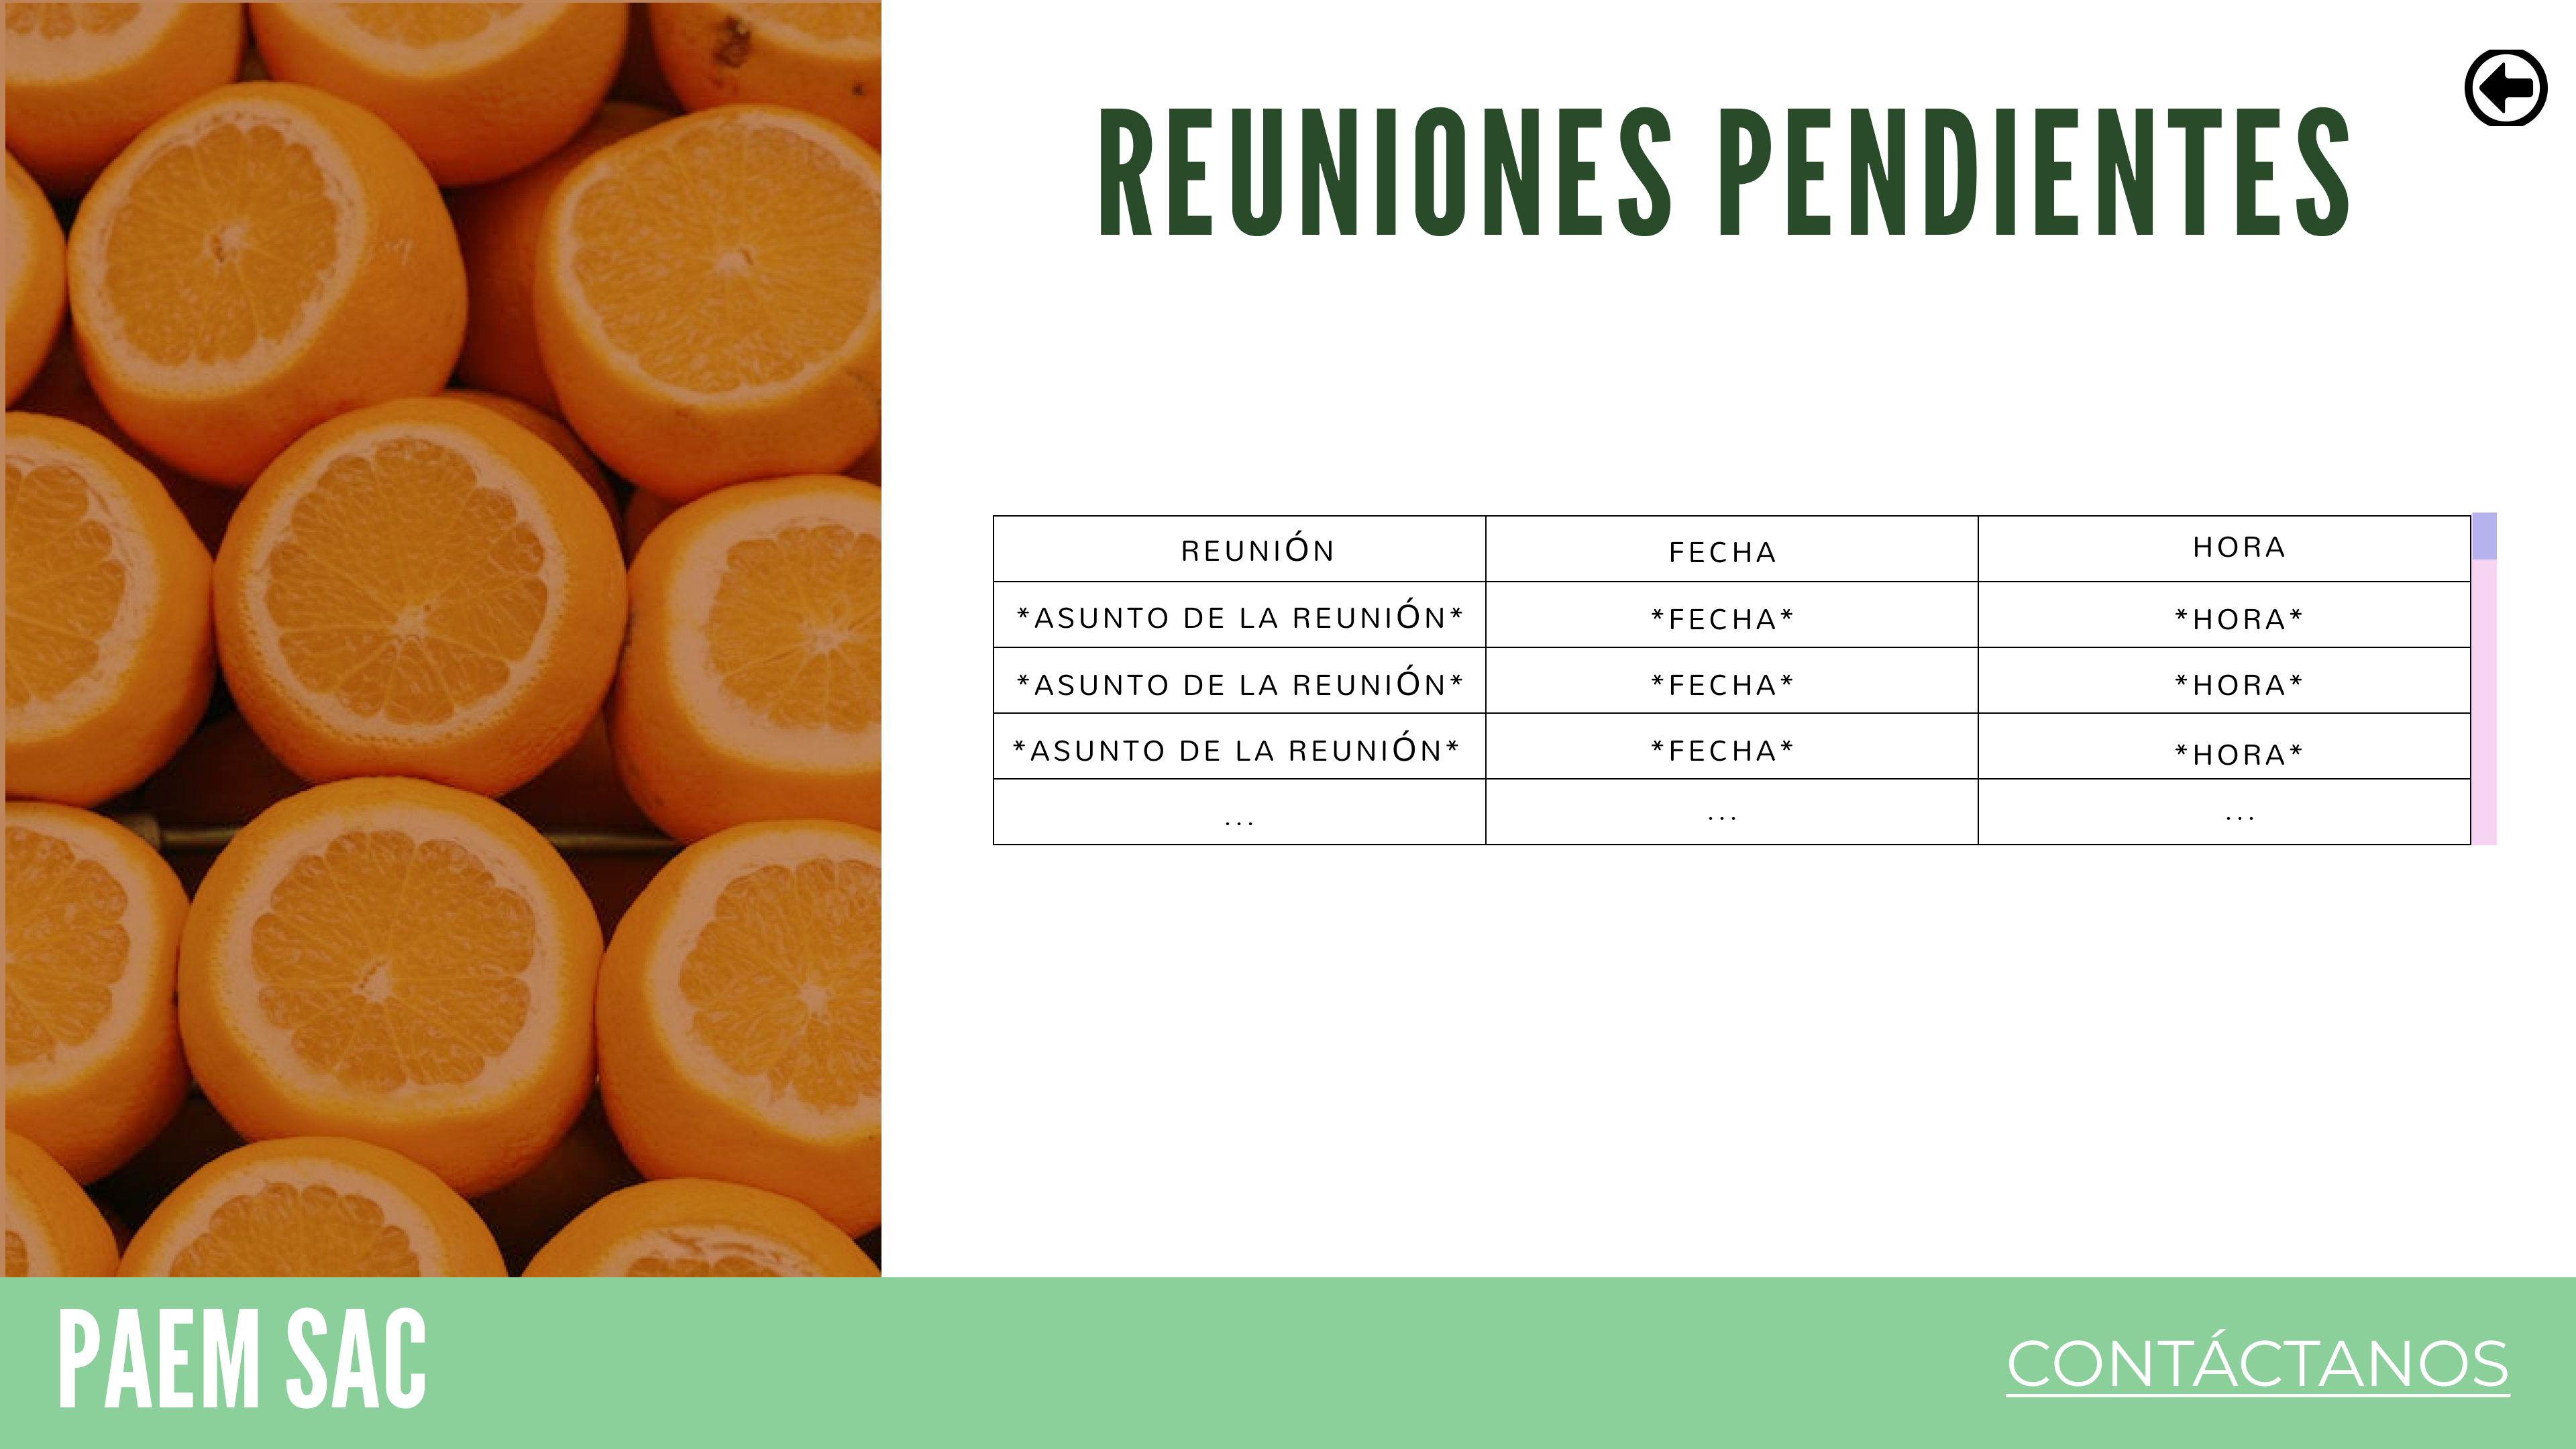 REUNIONES PENDIENTES
REUNIÓN FECHA HORA
*ASUNTO DE LA REUNIÓN* *FECHA* *HORA*
*ASUNTO DE LA REUNIÓN* *FECHA* *HORA*
*ASUNTO DE LA REUNIÓN* *FECHA* *HORA*
... ... ...
PAEM SAC
CONTÁCTANOS